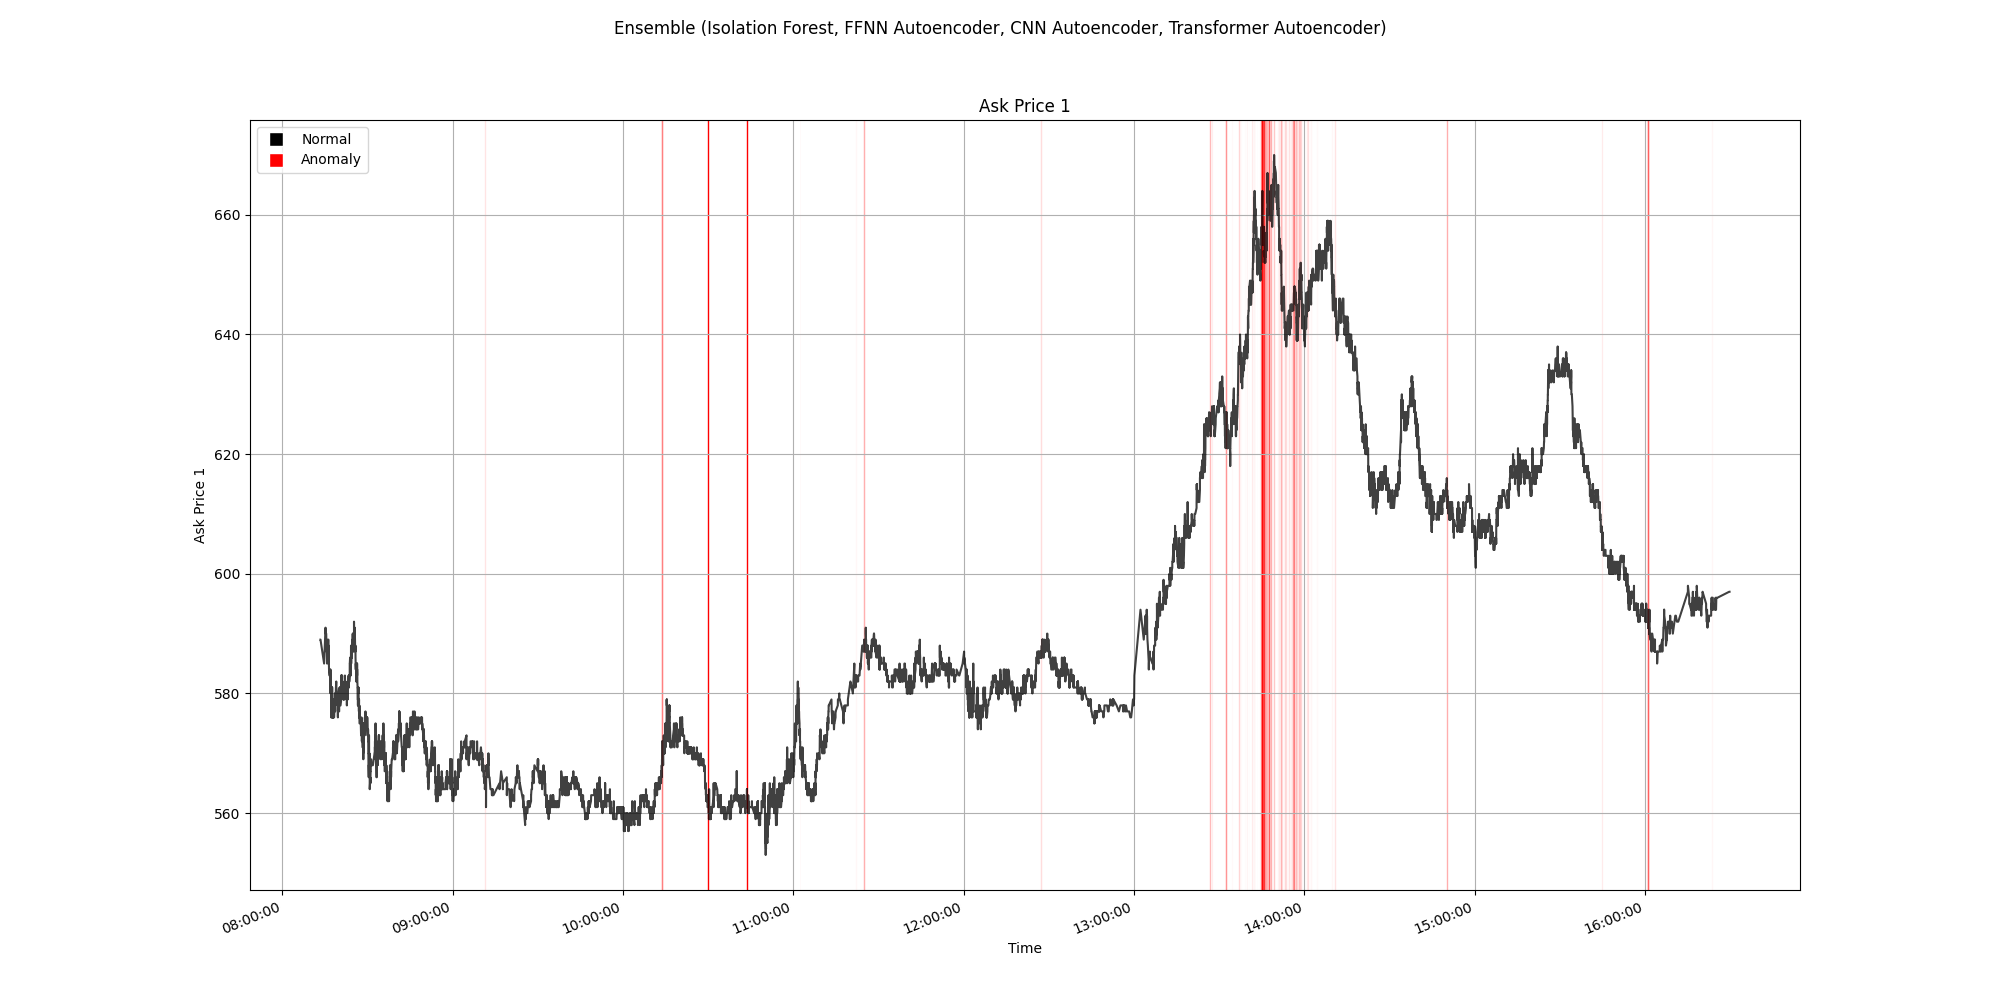 Ensemble (Isolation Forest, FFNN Autoencoder, CNN Autoencoder, Transformer Autoencoder)
Ask Price 1
Normal
Anomaly
660
640
620
600
580
560
Ask Price 1
08:00:00
09:00:00
10:00:00
11:00:00
12:00:00
13:00:00
14:00:00
15:00:00
16:00:00
Time